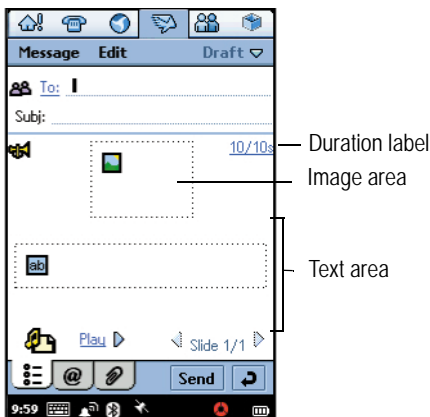 Message Edit Draft
To:
Subj:
10/10s
Duration label
Image area
ab
Text area
Play Slide 1/1
@ Send
9:59